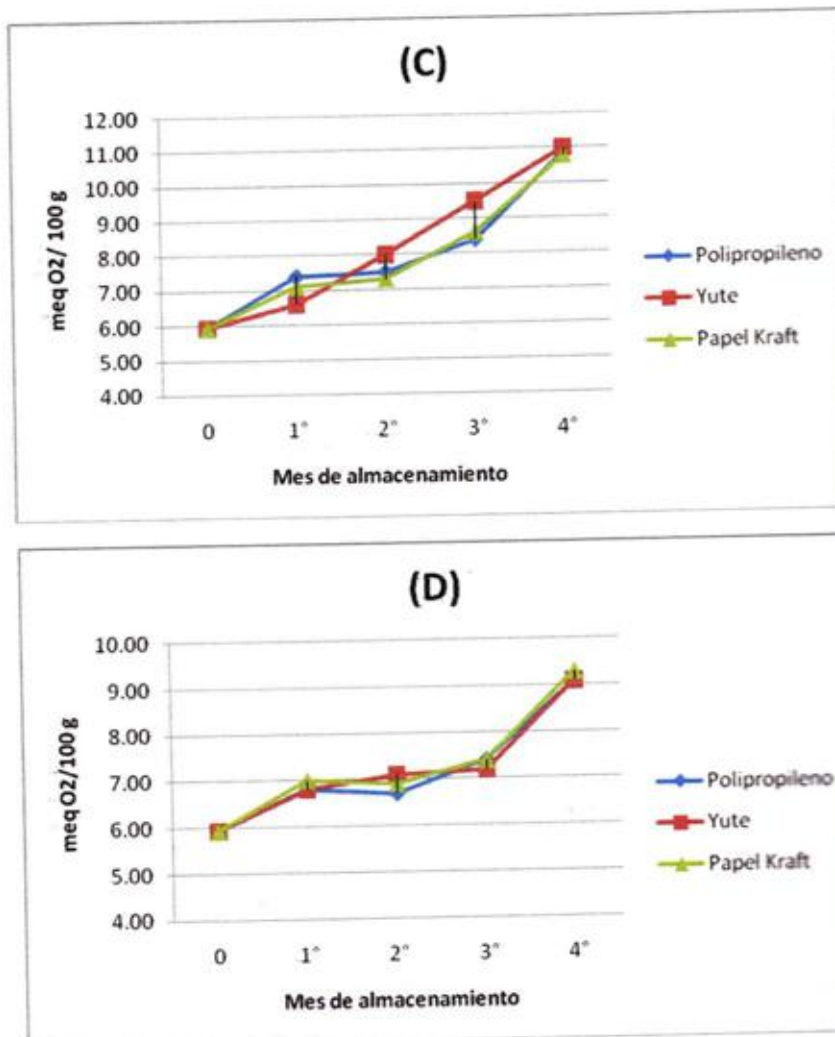 (C)
12.00
11.00
10.00
9.00
8.00
7.00
6.00
5.00
4.00
meq O2/ 100 g
0 1° 2° 3° 4°
Mes de almacenamiento
Polipropileno
Yute
Papel Kraft
(D)
10.00
9.00
8.00
7.00
6.00
5.00
4.00
meq O2/100 g
0 1° 2° 3° 4°
Mes de almacenamiento
Polipropileno
Yute
Papel Kraft